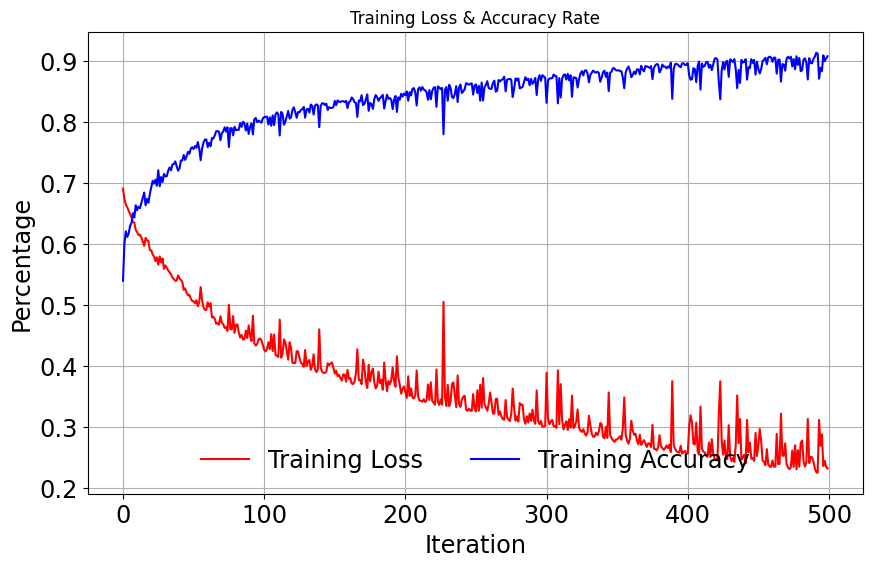 Training Loss & Accuracy Rate
Percentage
0.9
0.8
0.7
0.6
0.5
0.4
0.3
0.2
Training Loss Training Accuracy
0 100 200 300 400 500
Iteration